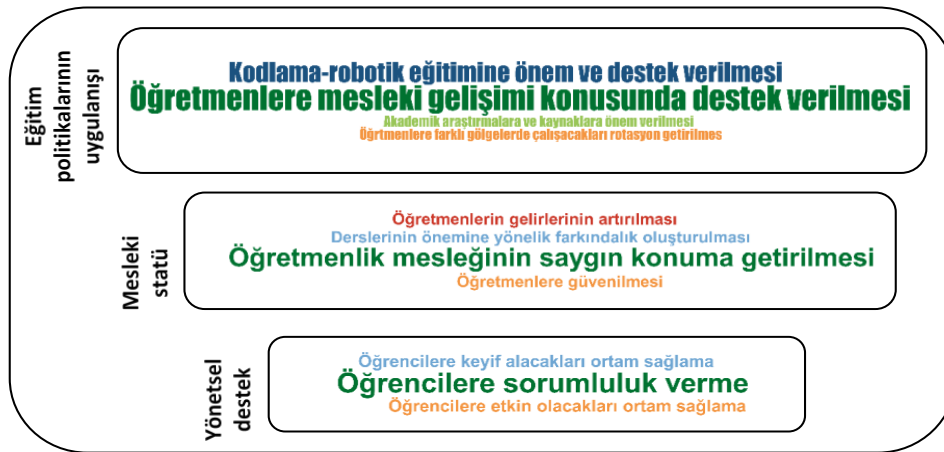 Eğitim
politikalarının
uygulanışı
Kodlama-robotik eğitimine önem ve destek verilmesi
Öğretmenlere mesleki gelişimi konusunda destek verilmesi
Akademik araştırmalara ve kaynaklara önem verilmesi
Öğrtmenlere farklı gölgelerde çalışacakları rotasyon getirilmes
Mesleki
statü
Öğretmenlerin gelirlerinin artırılması
Derslerinin önemine yönelik farkındalık oluşturulması
Öğretmenlik mesleğinin saygın konuma getirilmesi
Öğretmenlere güvenilmesi
Yönetsel
destek
Öğrencilere keyif alacakları ortam sağlama
Öğrencilere sorumluluk verme
Öğrencilere etkin olacakları ortam sağlama